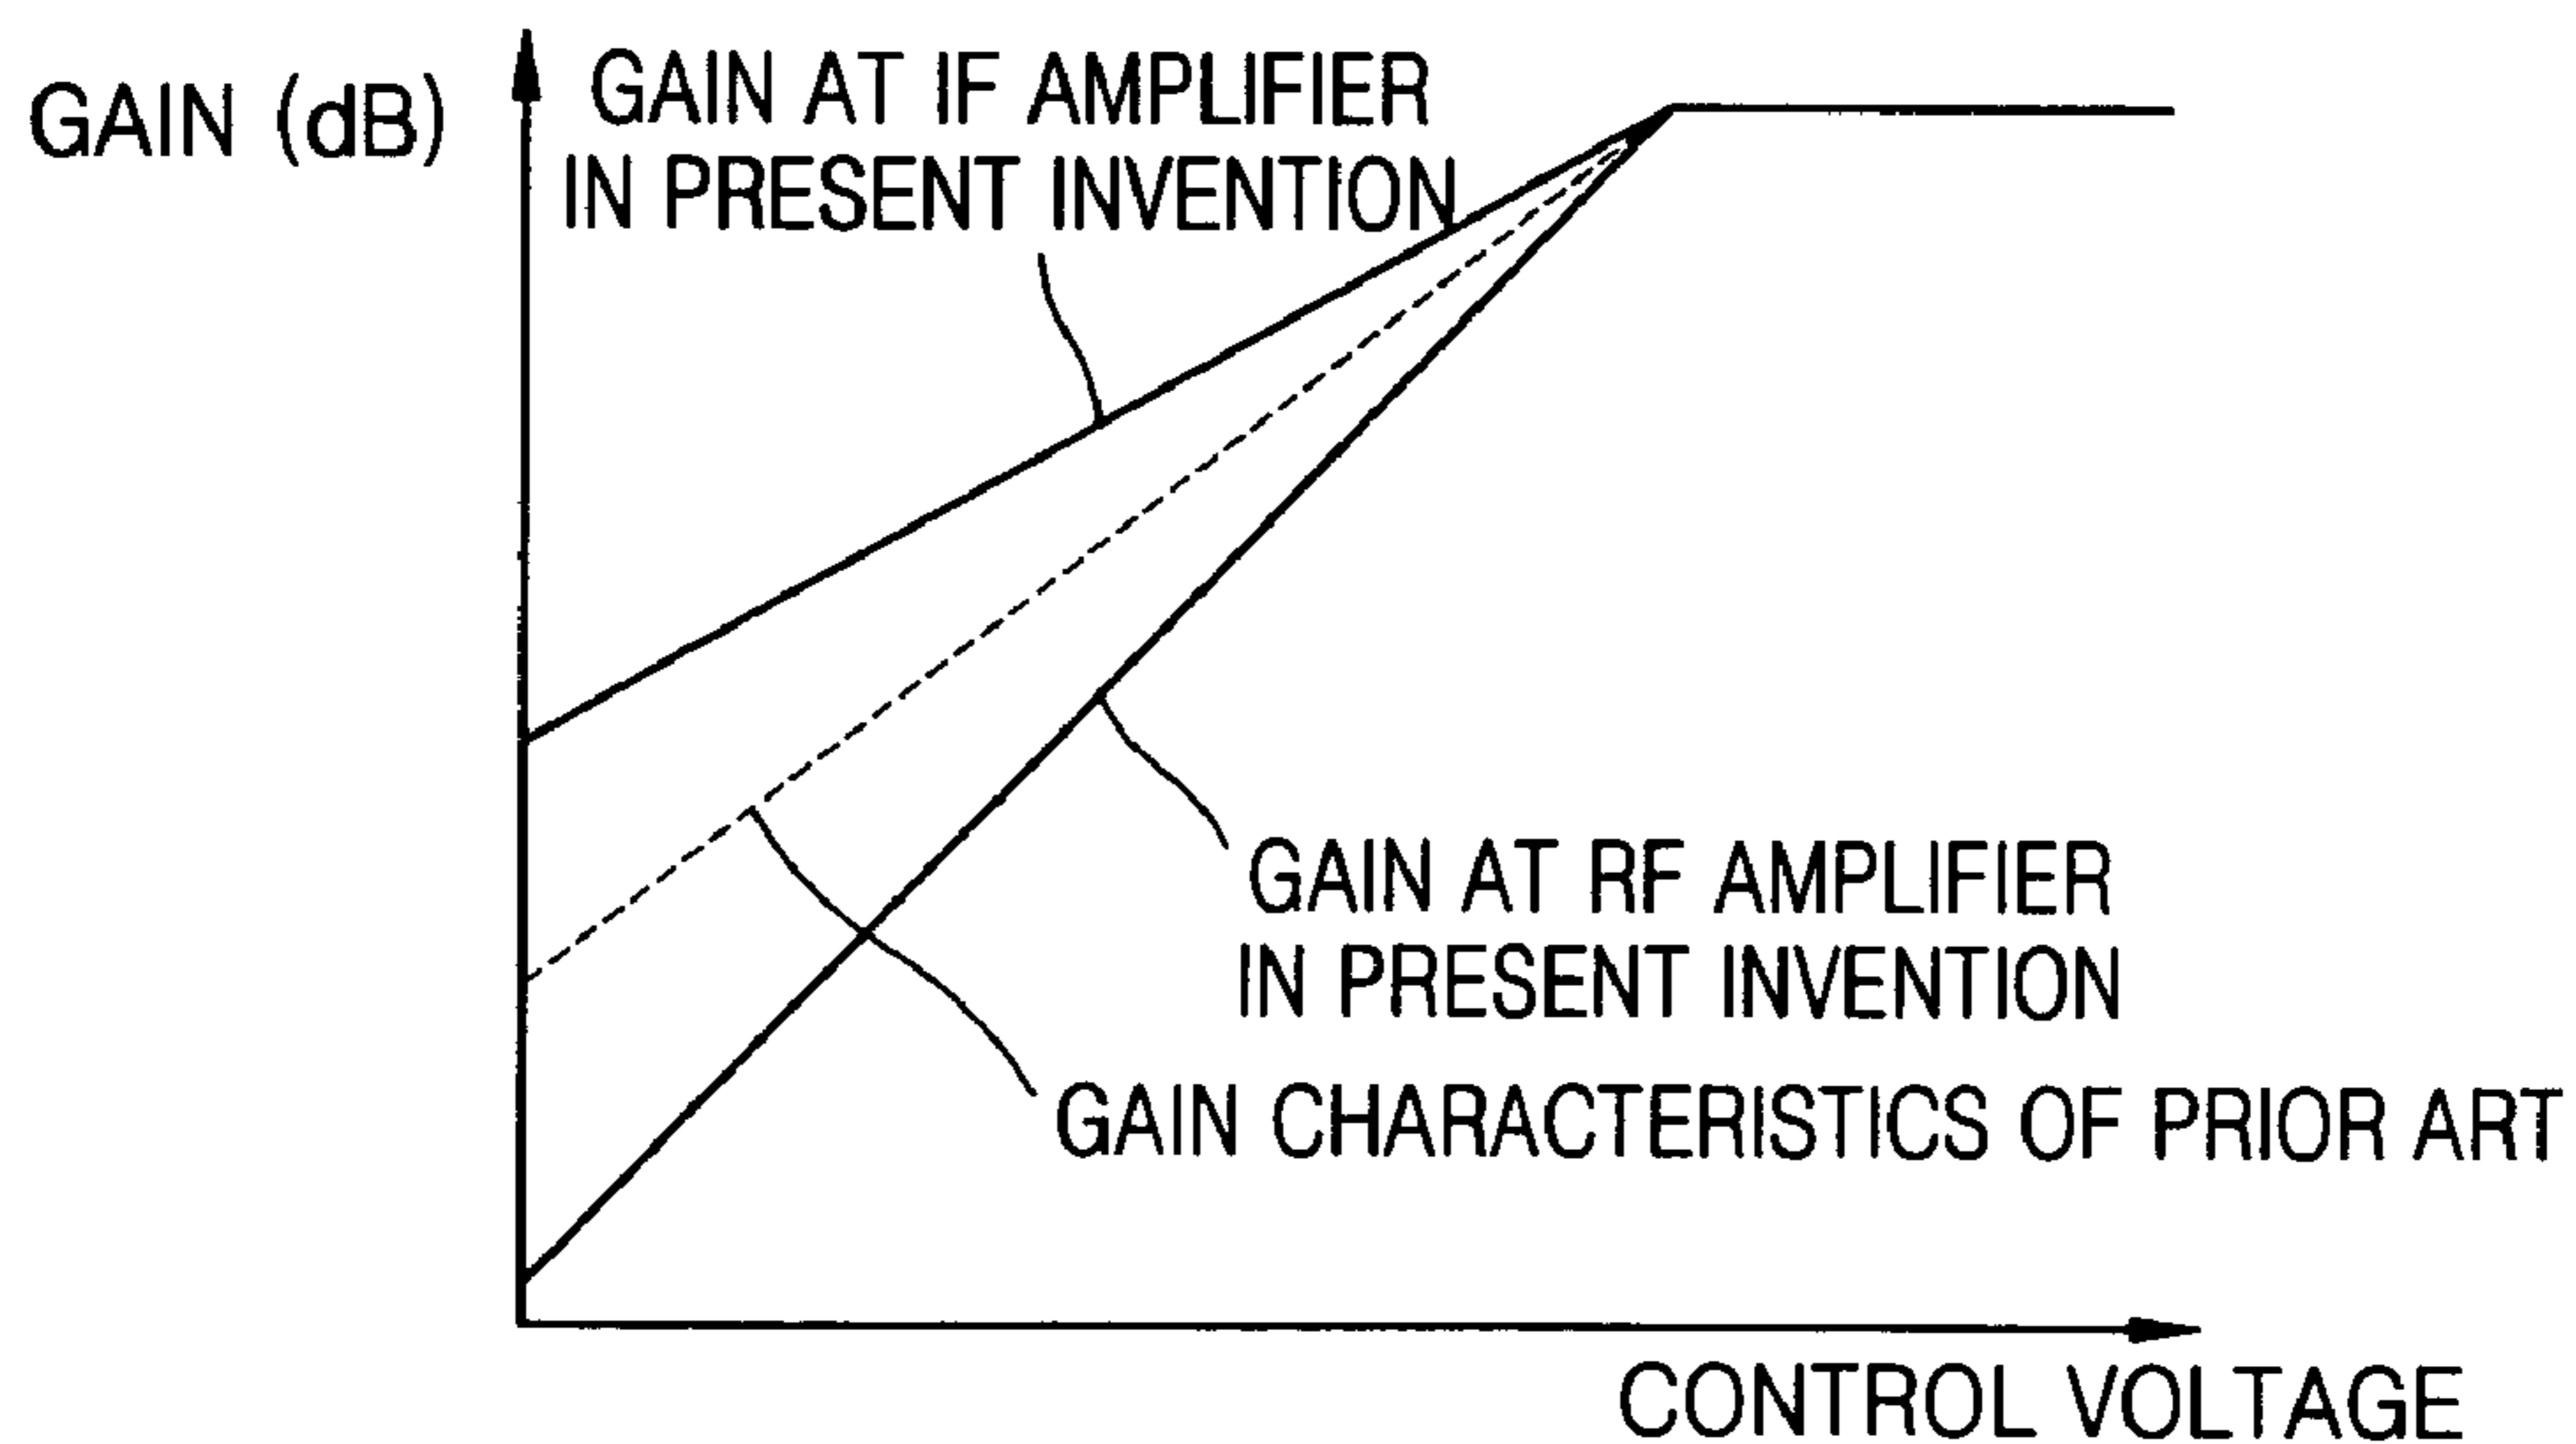 GAIN (dB)
GAIN AT IF AMPLIFIER
IN PRESENT INVENTION
GAIN AT RF AMPLIFIER
IN PRESENT INVENTION
GAIN CHARACTERISTICS OF PRIOR ART
CONTROL VOLTAGE